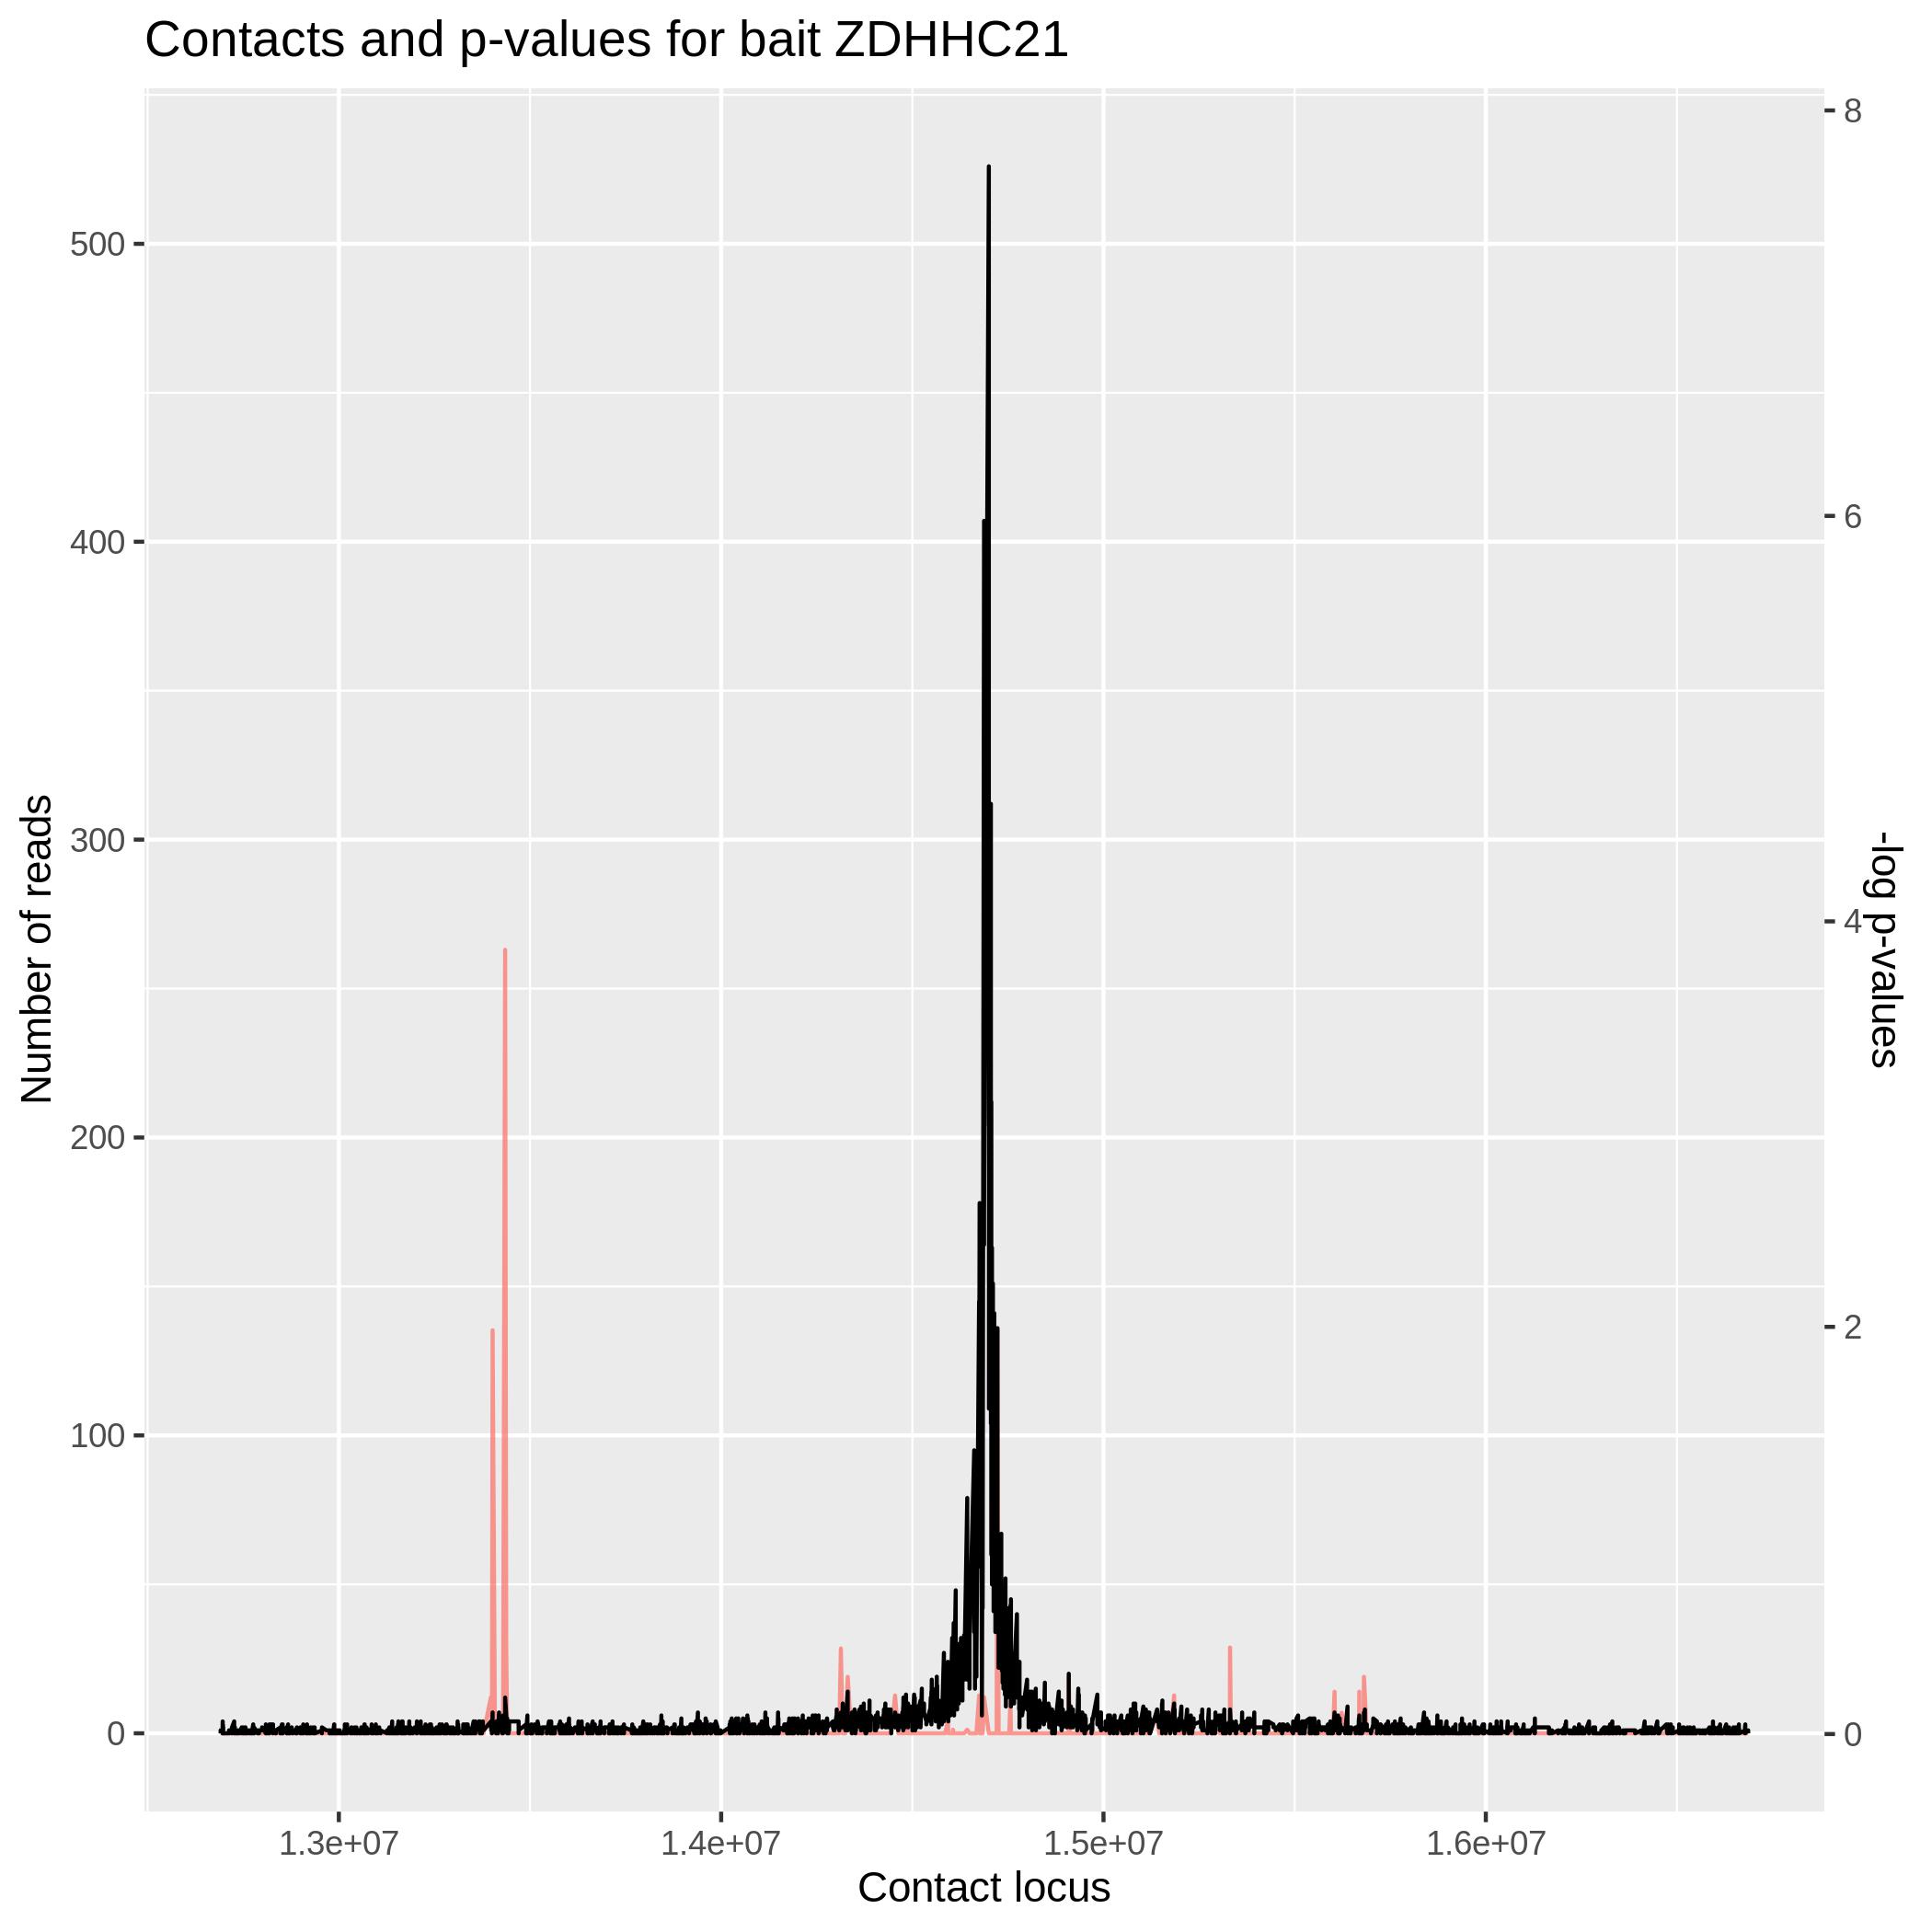 Contacts and p-values for bait ZDHHC21
Number of reads
500
400
300
200
100
0
8
6
4
2
0
-log p-values
1.3e+07
1.4e+07
1.5e+07
1.6e+07
Contact locus